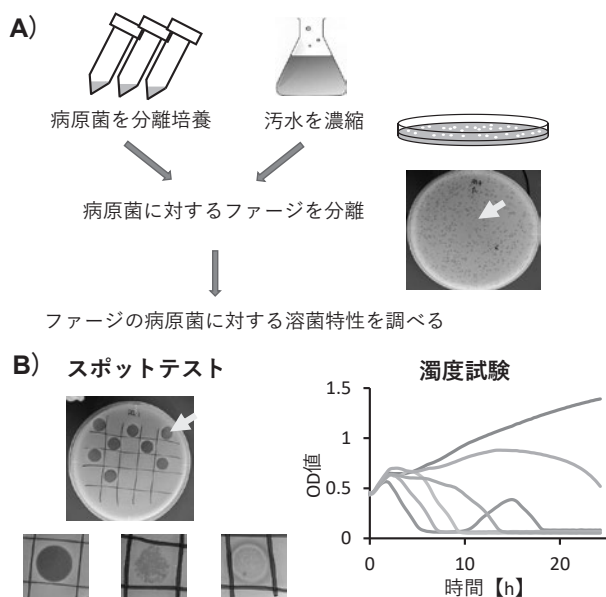 A)
病原菌を分離培養
汚水を濃縮
病原菌に対するファージを分離
ファージの病原菌に対する溶菌特性を調べる
B)
スポットテスト
濁度試験
1.5
1
0.5
0
OD値
0
10
20
時間【h】